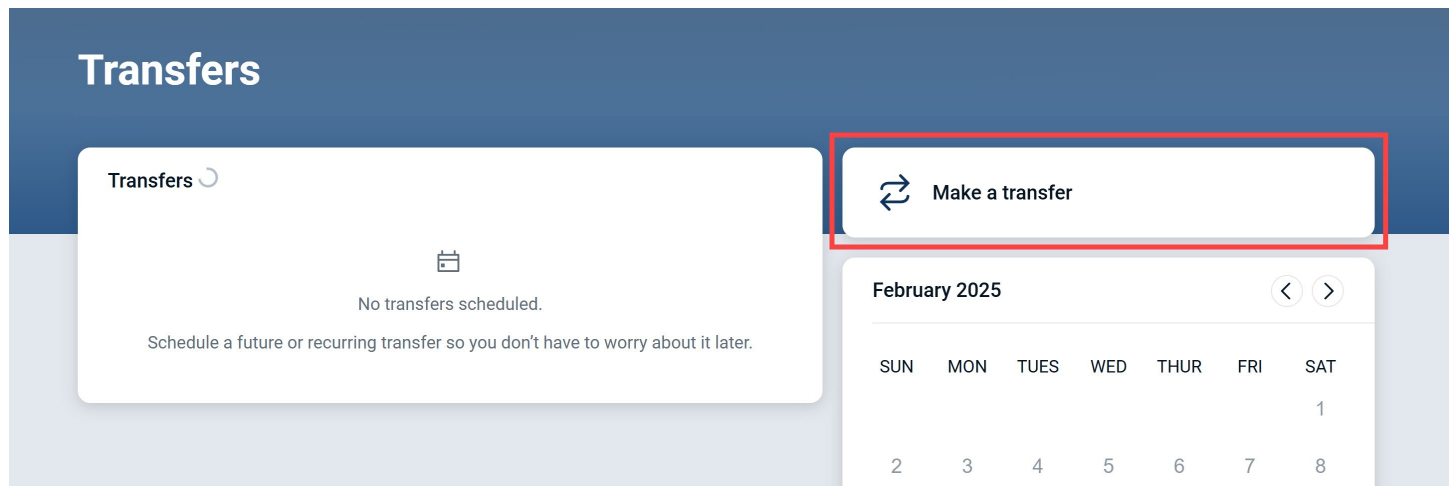 Transfers
Transfers
No transfers scheduled.
Schedule a future or recurring transfer so you don’t have to worry about it later.
Make a transfer
February 2025
SUN MON TUES WED THUR FRI SAT
1
2 3 4 5 6 7 8